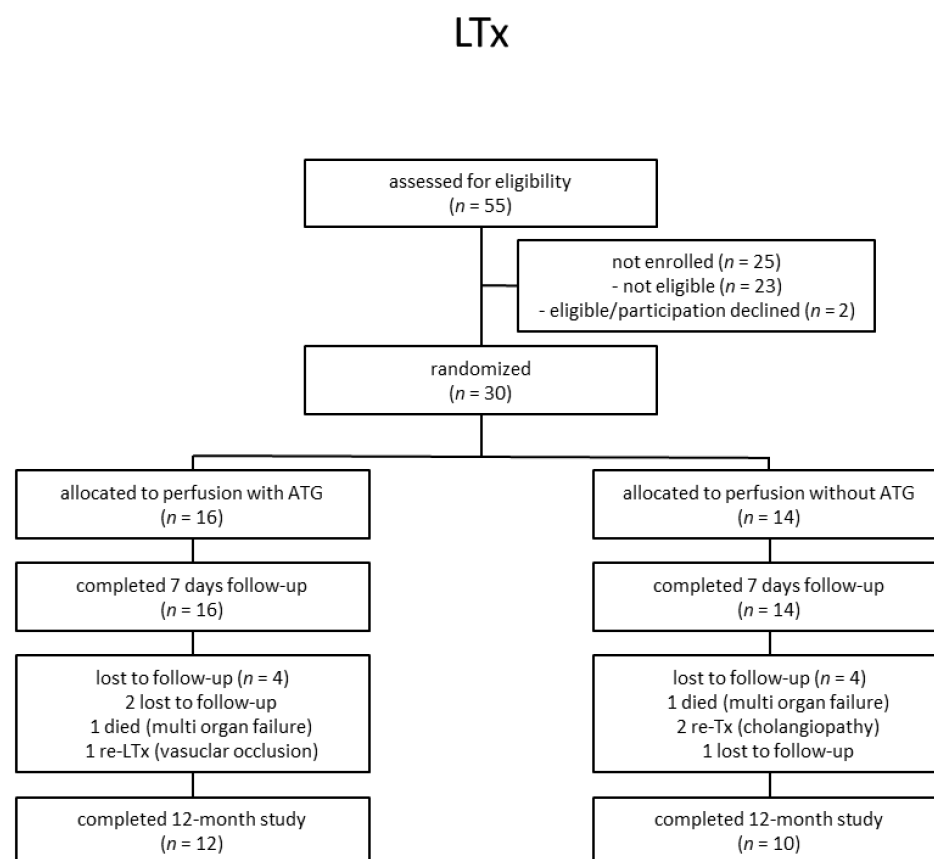 LTx
assessed for eligibility
(n = 55)
not enrolled (n = 25)
- not eligible (n = 23)
- eligible/participation declined (n = 2)
randomized
(n = 30)
allocated to perfusion with ATG
(n = 16)
allocated to perfusion without ATG
(n = 14)
completed 7 days follow-up
(n = 16)
completed 7 days follow-up
(n = 14)
lost to follow-up (n = 4)
2 lost to follow-up
1 died (multi organ failure)
1 re-LTx (vasuclar occlusion)
lost to follow-up (n = 4)
1 died (multi organ failure)
2 re-Tx (cholangiopathy)
1 lost to follow-up
completed 12-month study
(n = 12)
completed 12-month study
(n = 10)